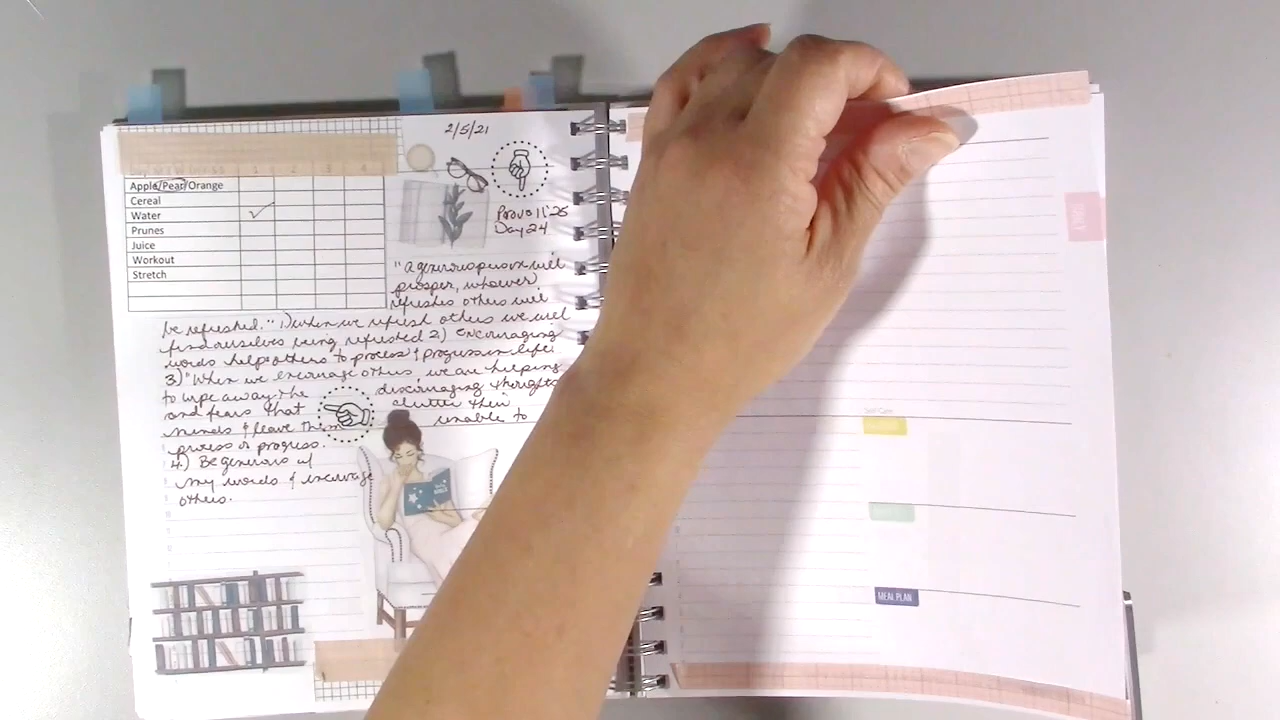 2/5/21
Apple/Pear/Orange
Cereal
Water
Prunes
Juice
Workout
Stretch
Prov 11:25
Day 24
"A generous person will
prosper, whoever
refreshes others will
be refreshed." 1) When we refresh others we will
find ourselves being refreshed 2) Encouraging
words help others to process & progress in life.
3) "When we encourage others we are helping
to wipe away the discouraging thoughts
and fears that clutter their
minds & leave them unable to
process or progress.
4) Be generous w/
my words & encourage
others.
Self-Care
MEAL PLAN